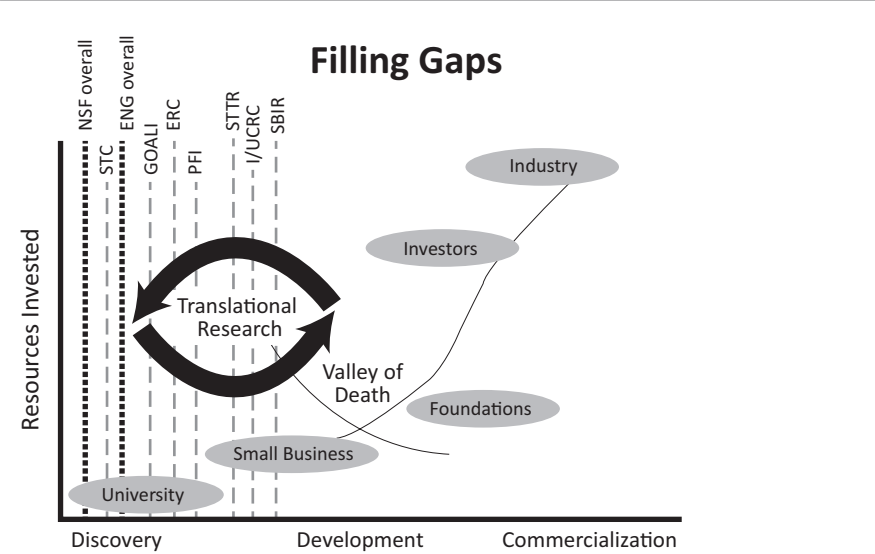 Filling Gaps
NSF overall
STC
ENG overall
GOALI
ERC
PFI
STTR
I/UCRC
SBIR
Resources Invested
Industry
Investors
Translational
Research
Valley of
Death
Foundations
Small Business
University
Discovery
Development
Commercialization